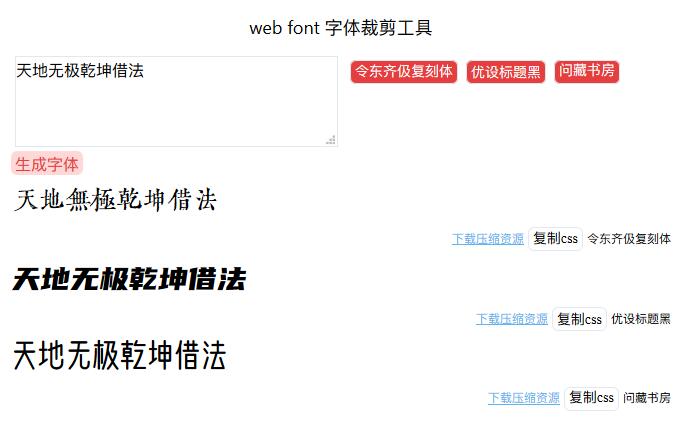 web font 字体裁剪工具
天地无极乾坤借法
令东齐伋复刻体 优设标题黑 问藏书房
生成字体
天地無極乾坤借法
下载压缩资源 复制css 令东齐伋复刻体
天地无极乾坤借法
下载压缩资源 复制css 优设标题黑
天地无极乾坤借法
下载压缩资源 复制css 问藏书房